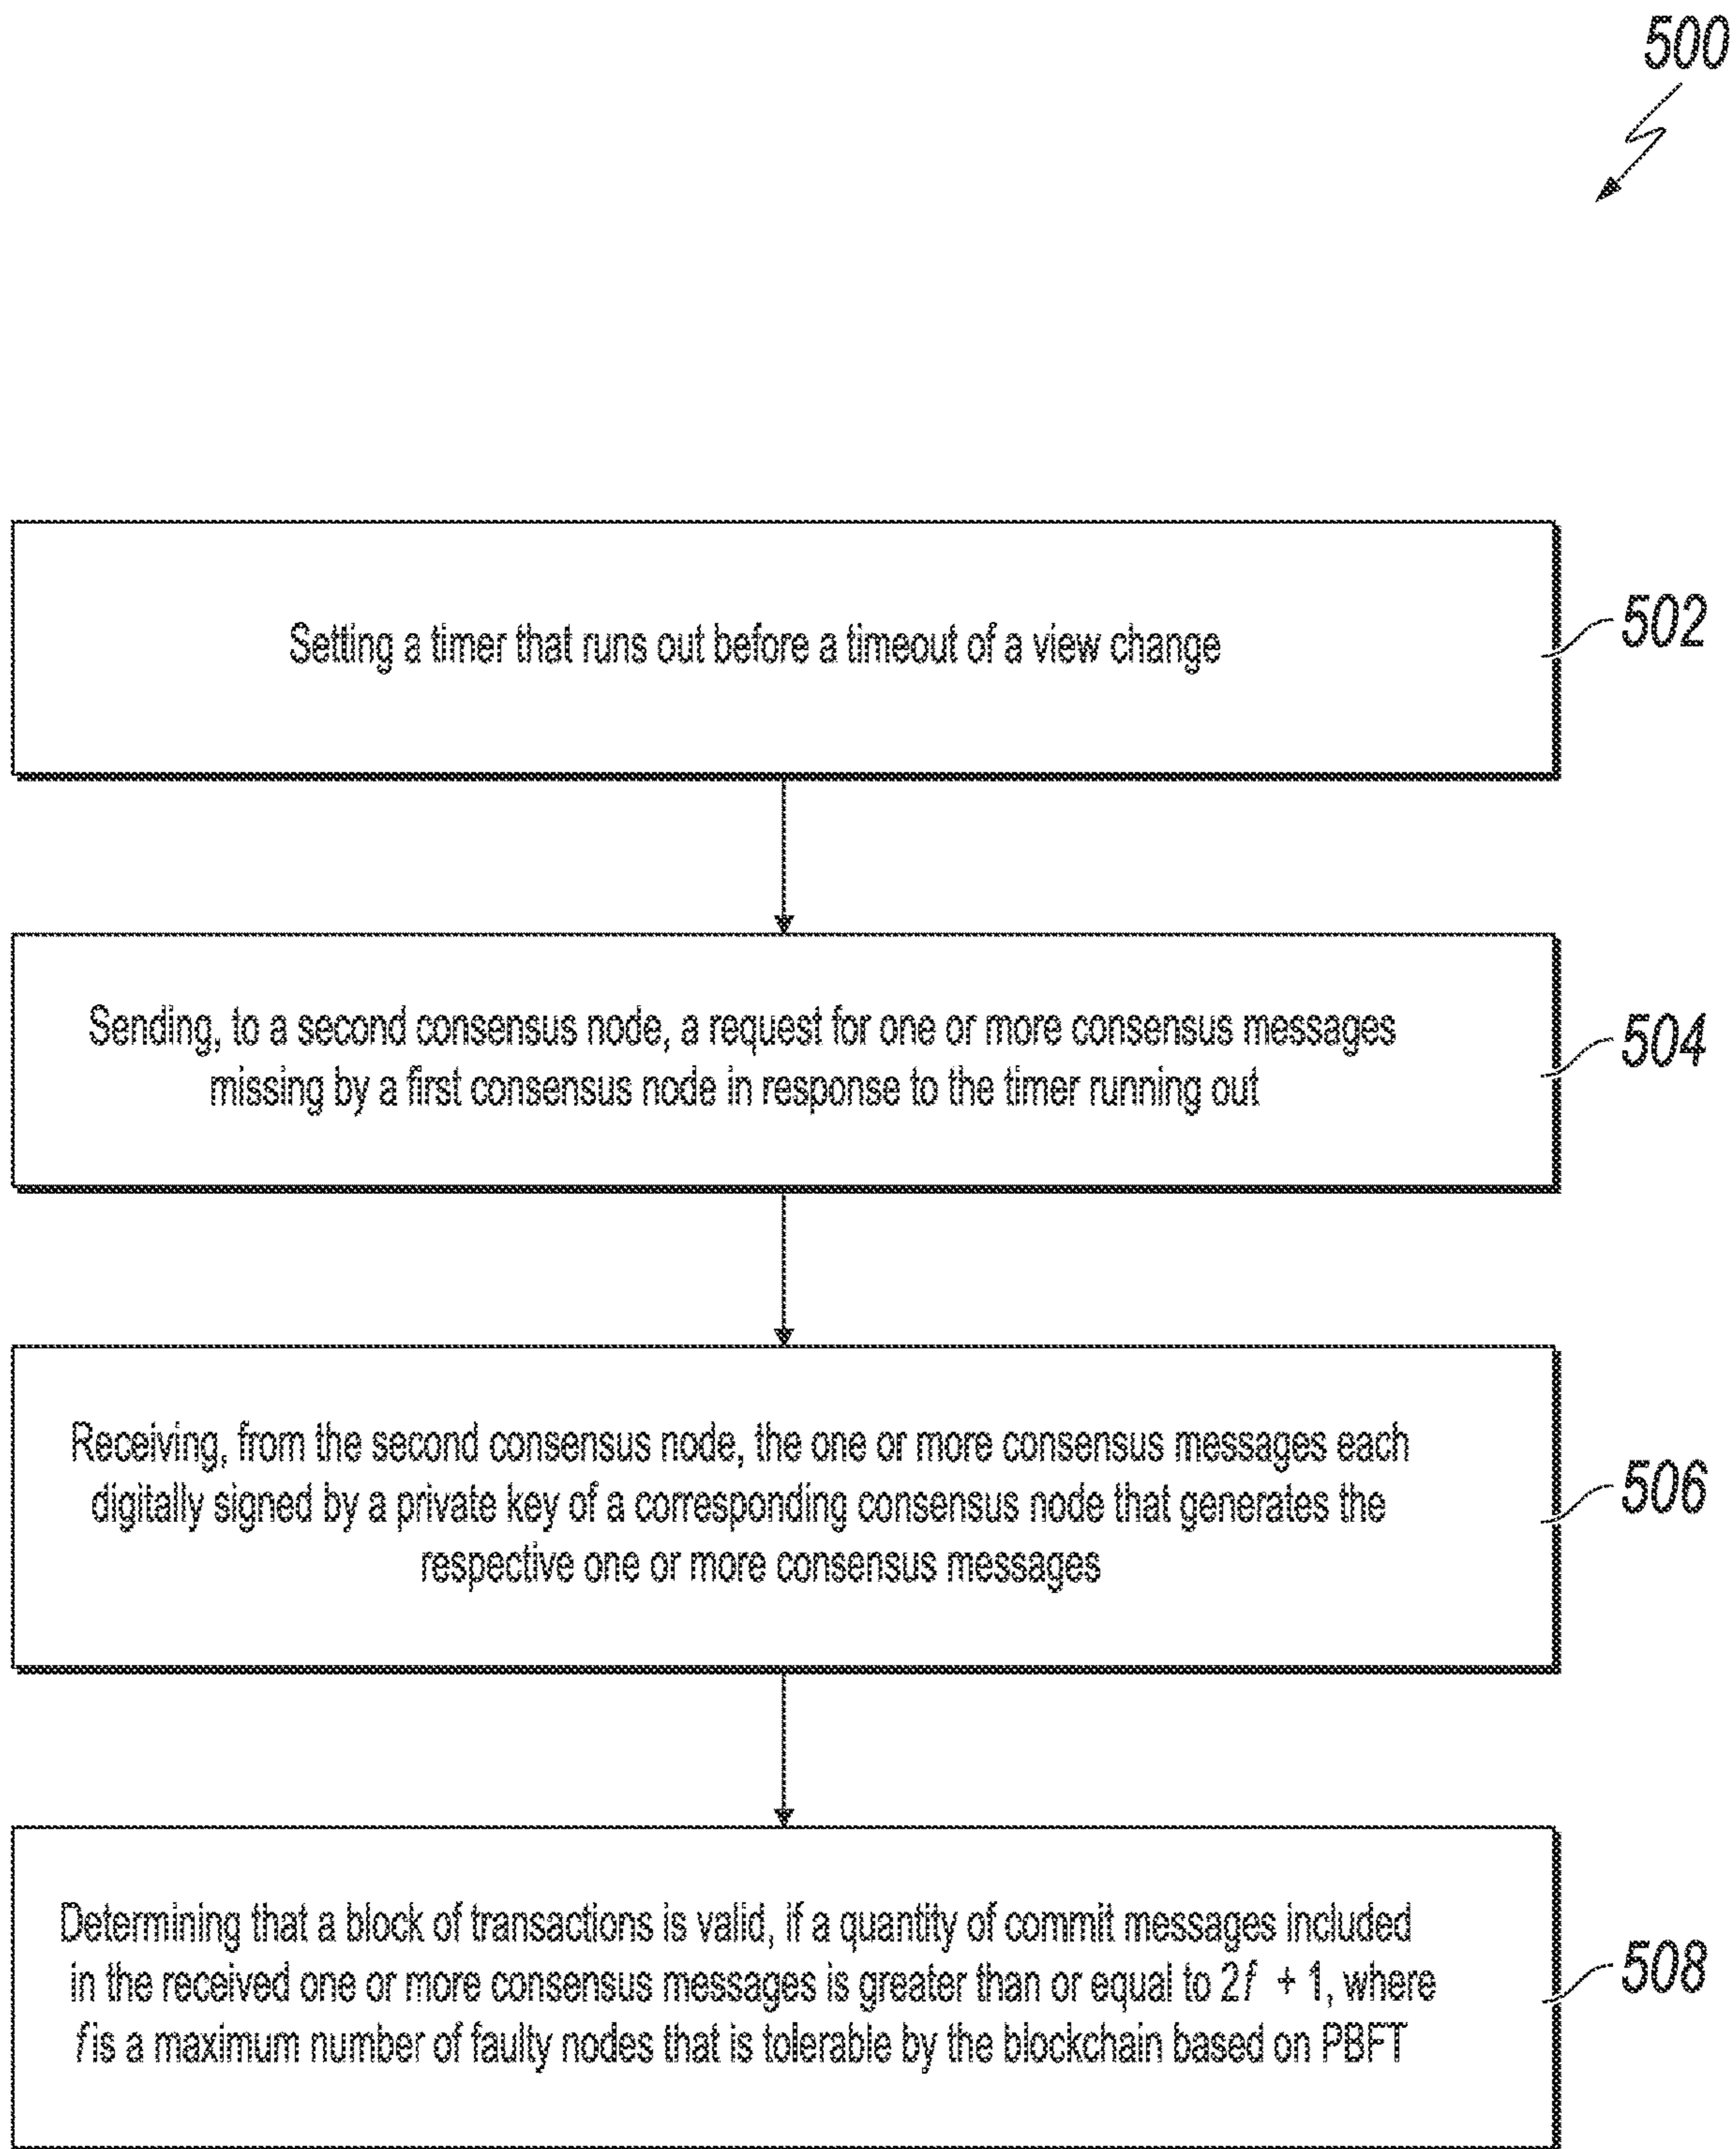 500
Setting a timer that runs out before a timeout of a view change
502
Sending, to a second consensus node, a request for one or more consensus messages
missing by a first consensus node in response to the timer running out
504
Receiving, from the second consensus node, the one or more consensus messages each
digitally signed by a private key of a corresponding consensus node that generates the
respective one or more consensus messages
506
Determining that a block of transactions is valid, if a quantity of commit messages included
in the received one or more consensus messages is greater than or equal to 2f + 1, where
f is a maximum number of faulty nodes that is tolerable by the blockchain based on PBFT
508